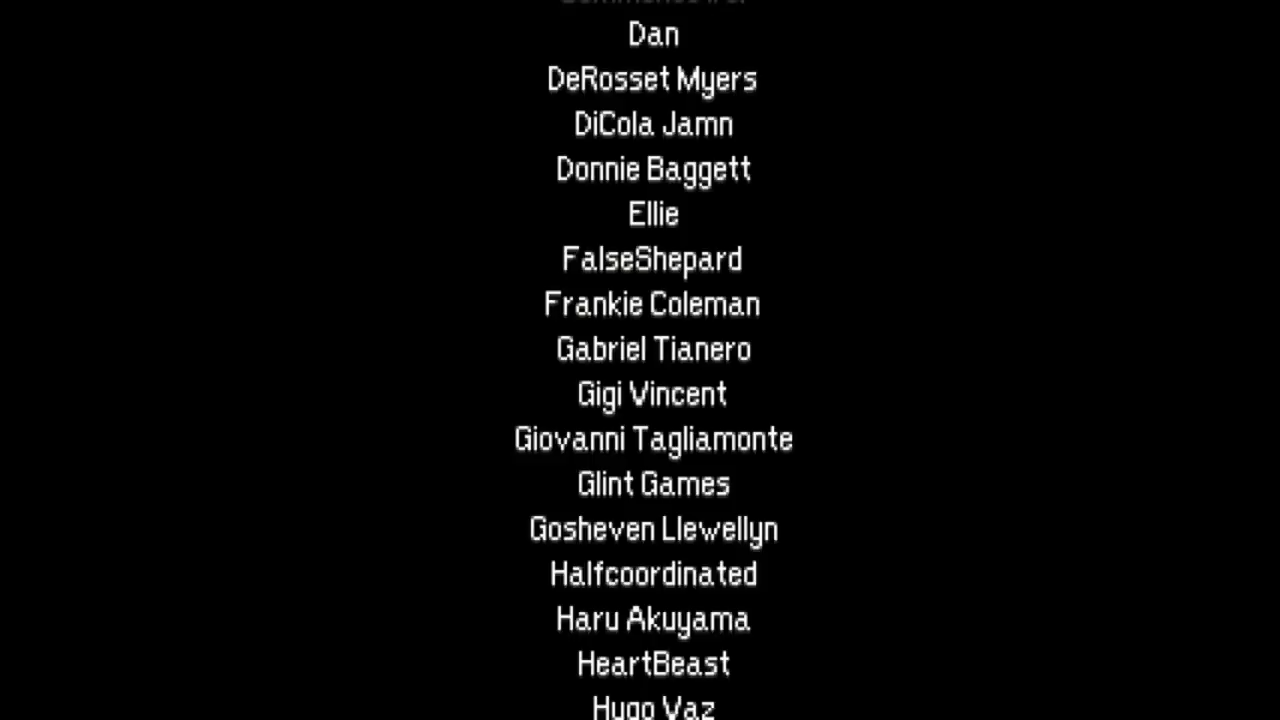 Dan
DeRosset Myers
DiCola Jamn
Donnie Baggett
Ellie
FalseShepard
Frankie Coleman
Gabriel Tianero
Gigi Vincent
Giovanni Tagliamonte
Glint Games
Gosheven Llewellyn
Halfcoordinated
Haru Akuyama
HeartBeast
Hugo Vaz